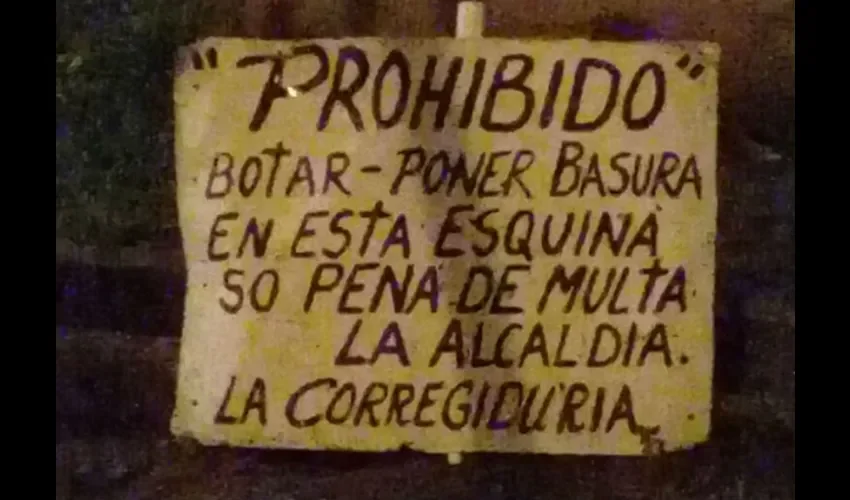 "PROHIBIDO"
BOTAR-PONER BASURA
EN ESTA ESQUINA
SO PENA DE MULTA
LA ALCALDIA.
LA CORREGIDURIA